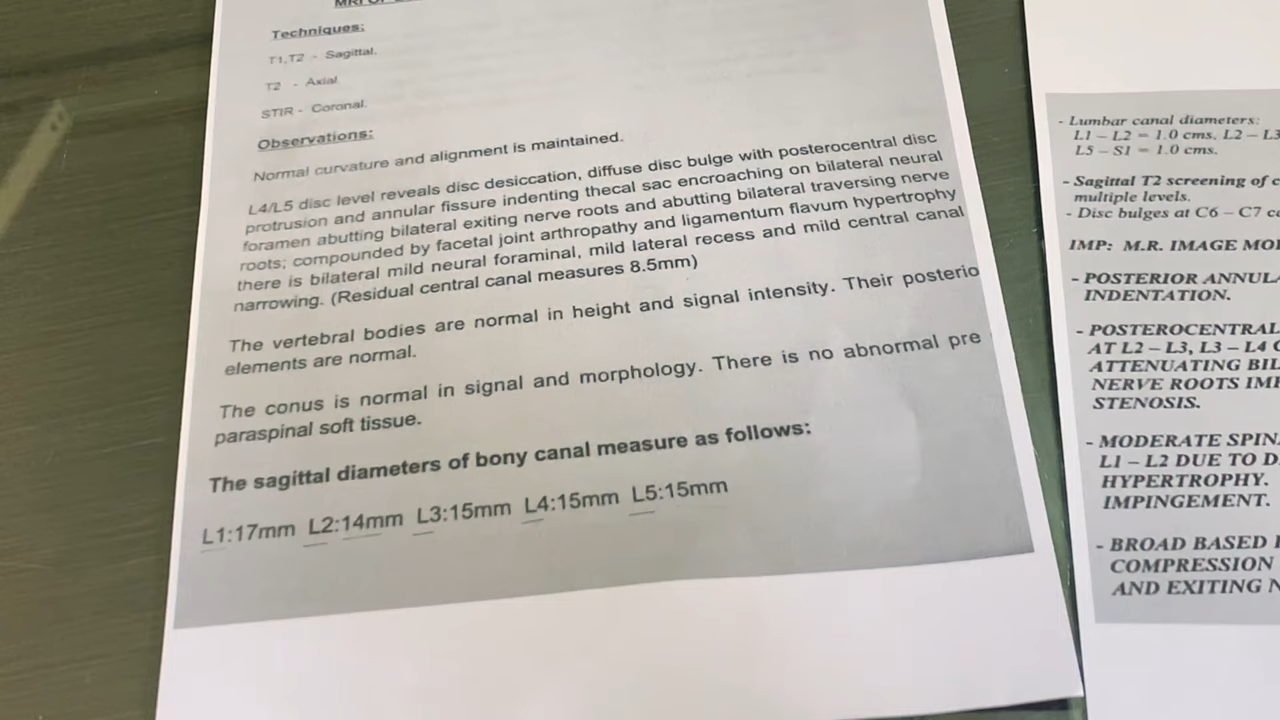 MRI OF
Techniques:
T1,T2 - Sagittal.
T2 - Axial
STIR - Coronal.
Observations:
Normal curvature and alignment is maintained.
L4/L5 disc level reveals disc desiccation, diffuse disc bulge with posterocentral disc
protrusion and annular fissure indenting thecal sac encroaching on bilateral neural
foramen abutting bilateral exiting nerve roots and abutting bilateral traversing nerve
roots; compounded by facetal joint arthropathy and ligamentum flavum hypertrophy
there is bilateral mild neural foraminal, mild lateral recess and mild central canal
narrowing. (Residual central canal measures 8.5mm)
The vertebral bodies are normal in height and signal intensity. Their posterio
elements are normal.
The conus is normal in signal and morphology. There is no abnormal pre
paraspinal soft tissue.
The sagittal diameters of bony canal measure as follows:
L1:17mm L2:14mm L3:15mm L4:15mm L5:15mm
- Lumbar canal diameters:
L1 – L2 = 1.0 cms, L2 – L3
L5 – S1 = 1.0 cms.
- Sagittal T2 screening of c
multiple levels.
- Disc bulges at C6 – C7 ca
IMP: M.R. IMAGE MO
- POSTERIOR ANNUL
INDENTATION.
- POSTEROCENTRAL
AT L2 – L3, L3 – L4
ATTENUATING BIL
NERVE ROOTS IM
STENOSIS.
- MODERATE SPIN
L1 – L2 DUE TO D
HYPERTROPHY.
IMPINGEMENT.
- BROAD BASED
COMPRESSION
AND EXITING N